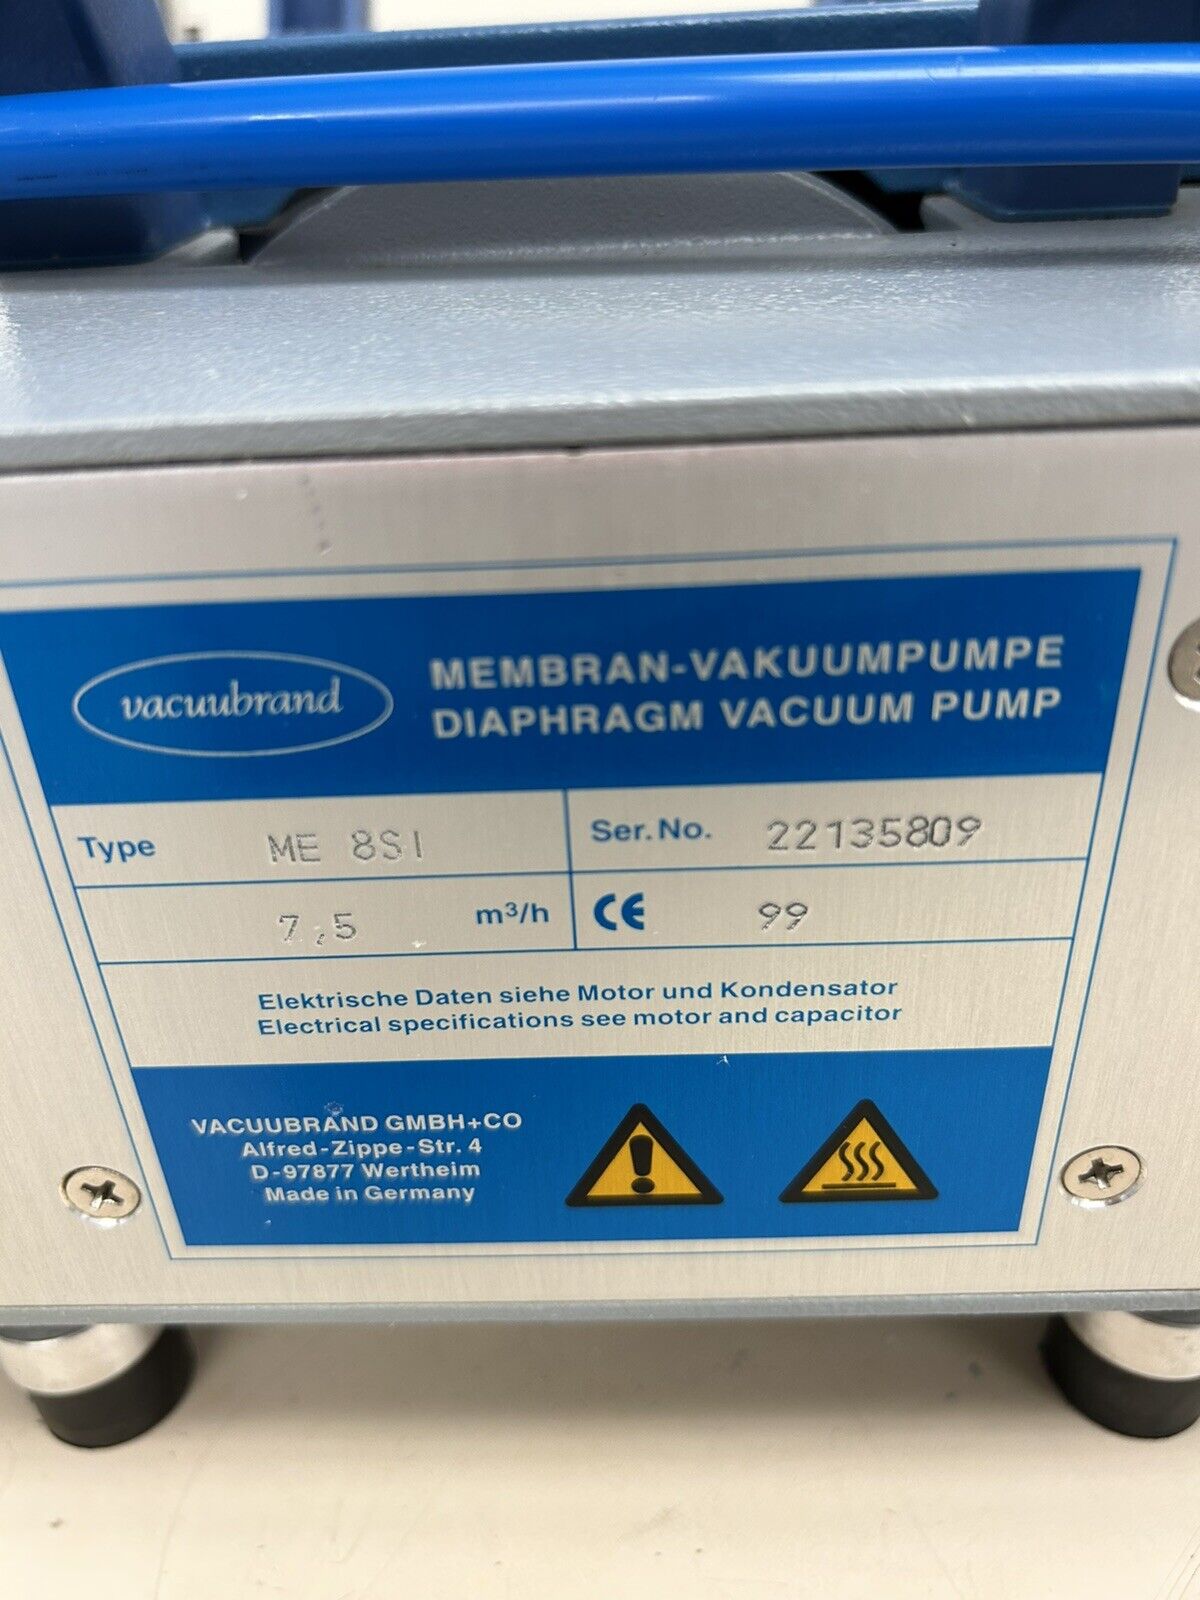 vacuubrand
MEMBRAN-VAKUUMPUMPE
DIAPHRAGM VACUUM PUMP
Type ME 8SI
Ser.No. 22135809
7,5 m³/h
CE 99
Elektrische Daten siehe Motor und Kondensator
Electrical specifications see motor and capacitor
VACUUBRAND GMBH+CO
Alfred-Zippe-Str. 4
D-97877 Wertheim
Made in Germany